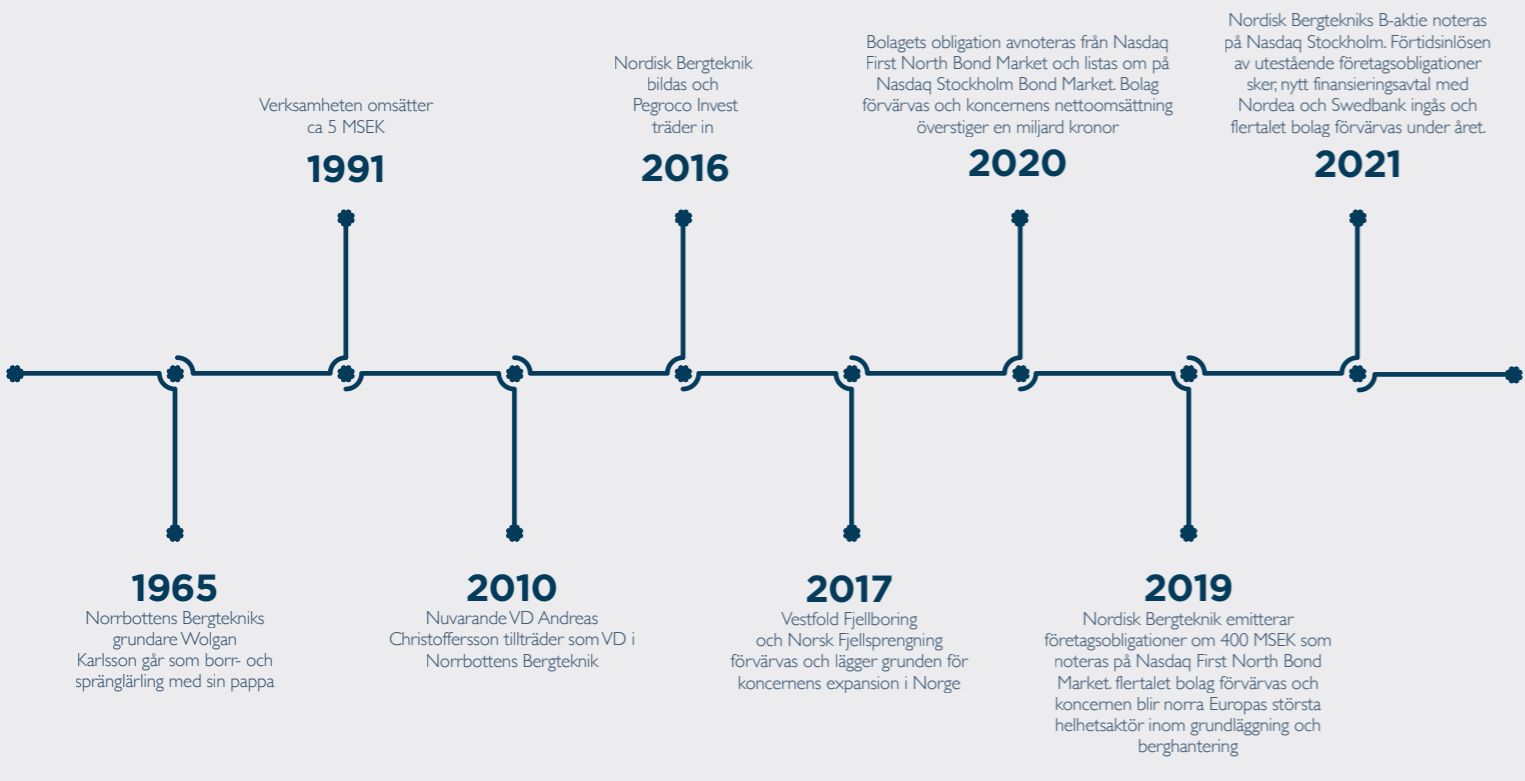 Verksamheten omsätter
ca 5 MSEK
1991
Nordisk Bergteknik
bildas och
Pegroco Invest
träder in
2016
Bolagets obligation avnoteras från Nasdaq
First North Bond Market och listas om på
Nasdaq Stockholm Bond Market. Bolag
förvärvas och koncernens nettoomsättning
överstiger en miljard kronor
2020
Nordisk Bergtekniks B-aktie noteras
på Nasdaq Stockholm. Förtidsinlösen
av utestående företagsobligationer
sker, nytt finansieringsavtal med
Nordea och Swedbank ingås och
flertalet bolag förvärvas under året.
2021
1965
Norrbottens Bergtekniks
grundare Wolgan
Karlsson går som borr- och
spränglärling med sin pappa
2010
Nuvarande VD Andreas
Christoffersson tillträder som VD i
Norrbottens Bergteknik
2017
Vestfold Fjellboring
och Norsk Fjellsprengning
förvärvas och lägger grunden för
koncernens expansion i Norge
2019
Nordisk Bergteknik emitterar
företagsobligationer om 400 MSEK som
noteras på Nasdaq First North Bond
Market. flertalet bolag förvärvas och
koncernen blir norra Europas största
helhetsaktör inom grundläggning och
berghantering